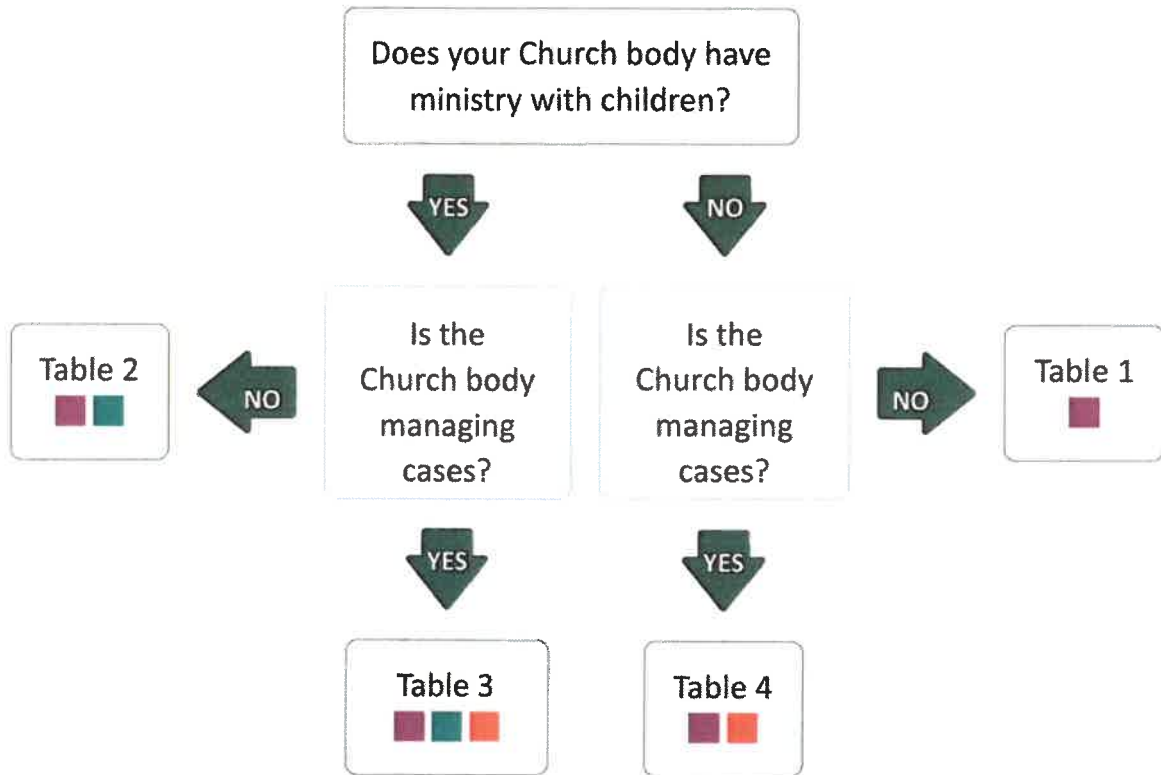 Does your Church body have
ministry with children?
YES
NO
Is the
Church body
managing
cases?
Is the
Church body
managing
cases?
Table 2
NO
NO
Table 1
YES
YES
Table 3
Table 4